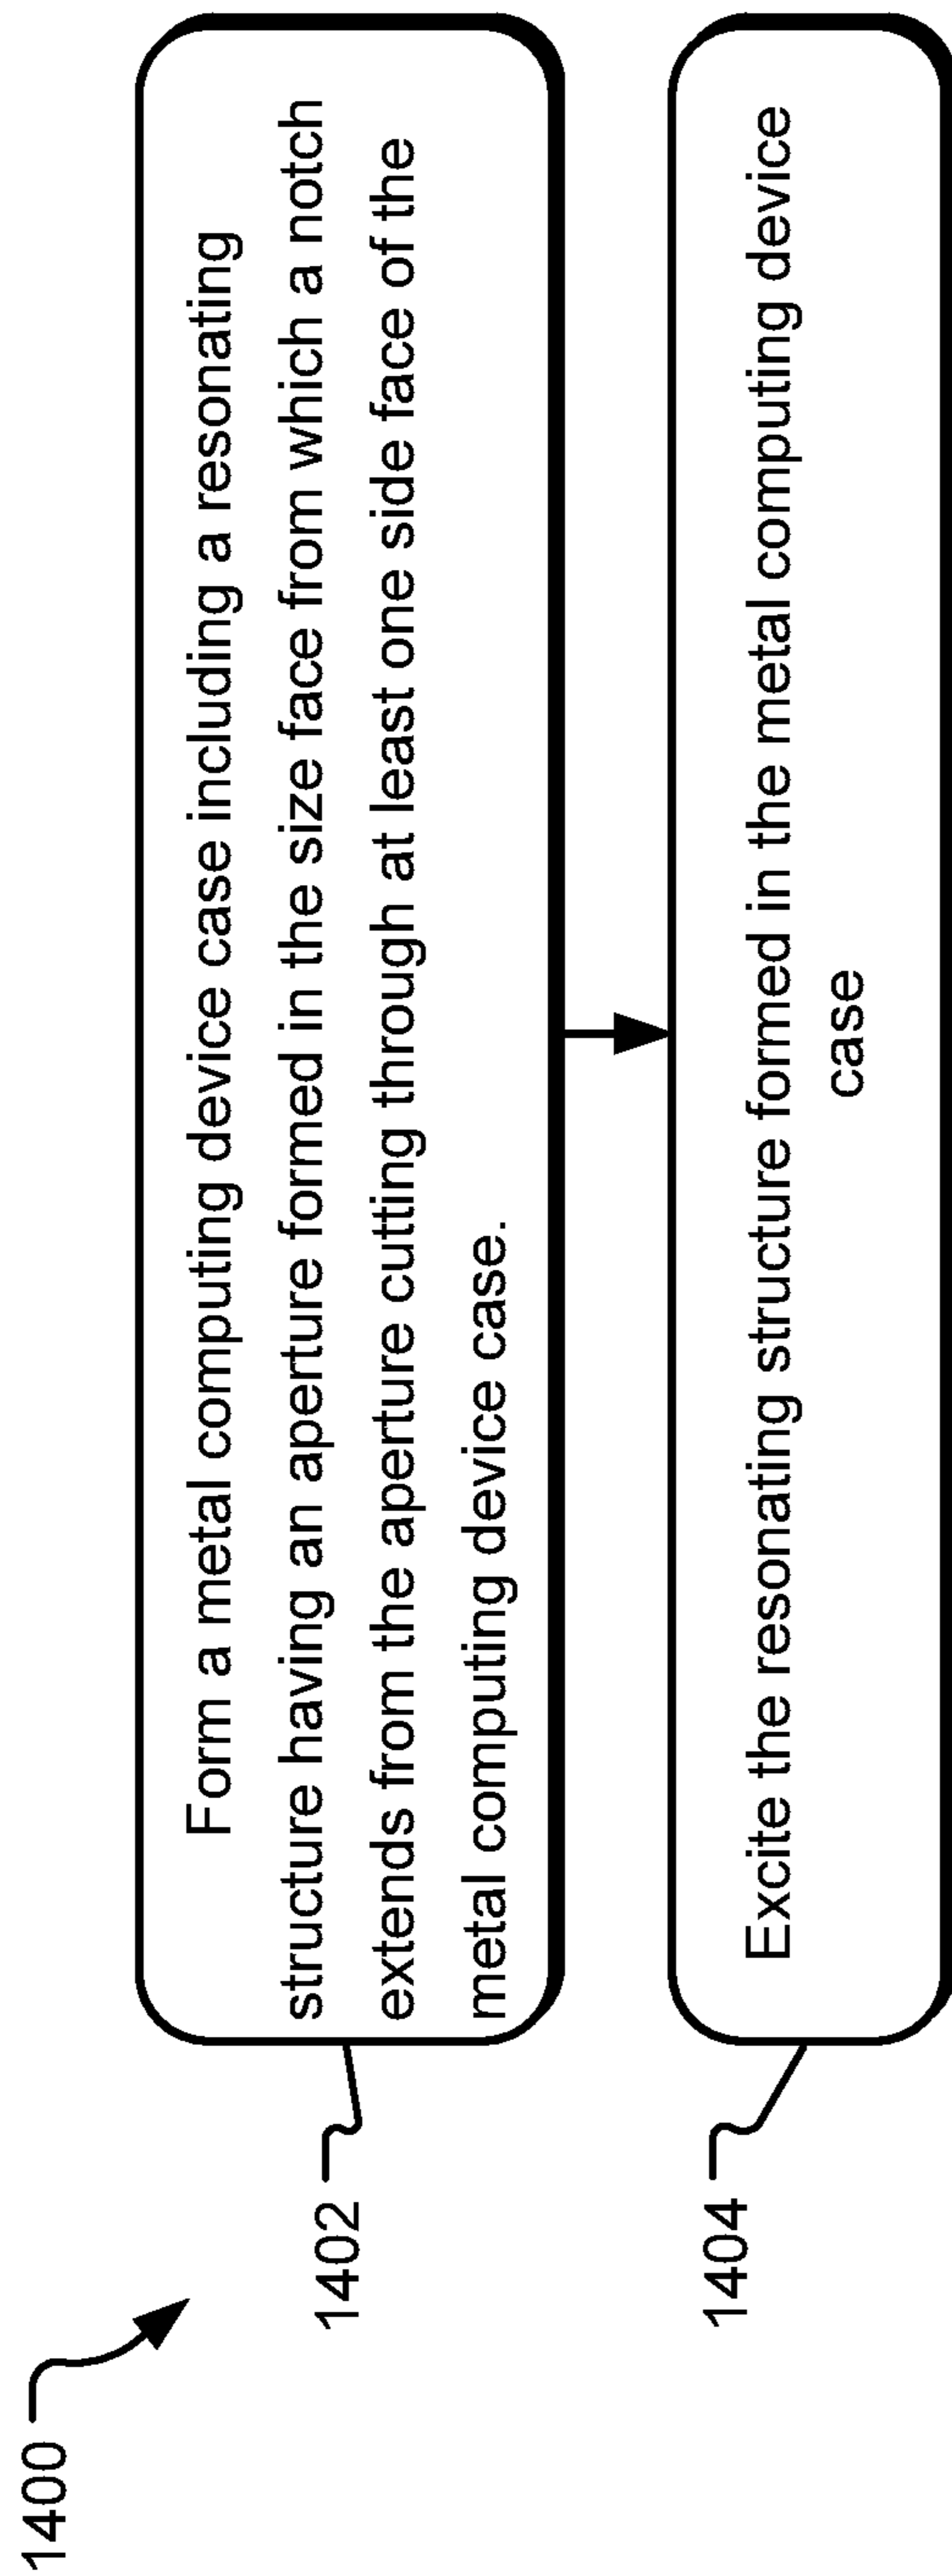 1400
1402
Form a metal computing device case including a resonating
structure having an aperture formed in the size face from which a notch
extends from the aperture cutting through at least one side face of the
metal computing device case.
1404
Excite the resonating structure formed in the metal computing device
case